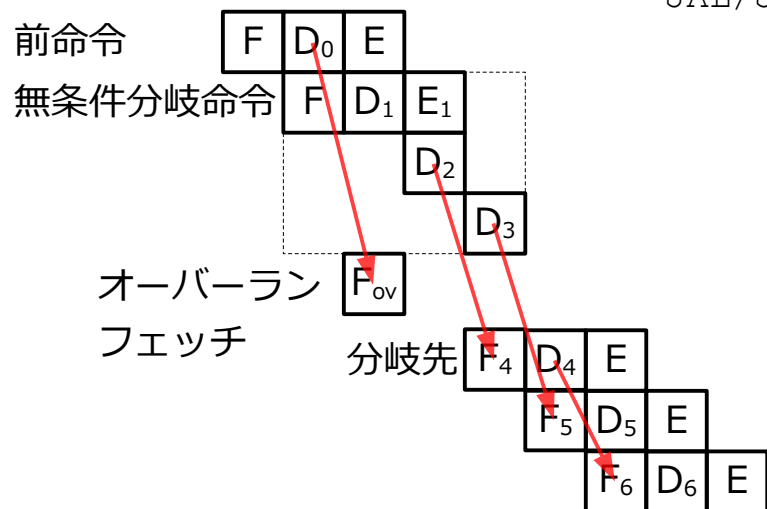 前命令 F D₀ E
無条件分岐命令 F D₁ E₁
D₂
D₃
オーバーラン Fov
フェッチ
分岐先 F₄ D₄ E
F₅ D₅ E
F₆ D₆ E